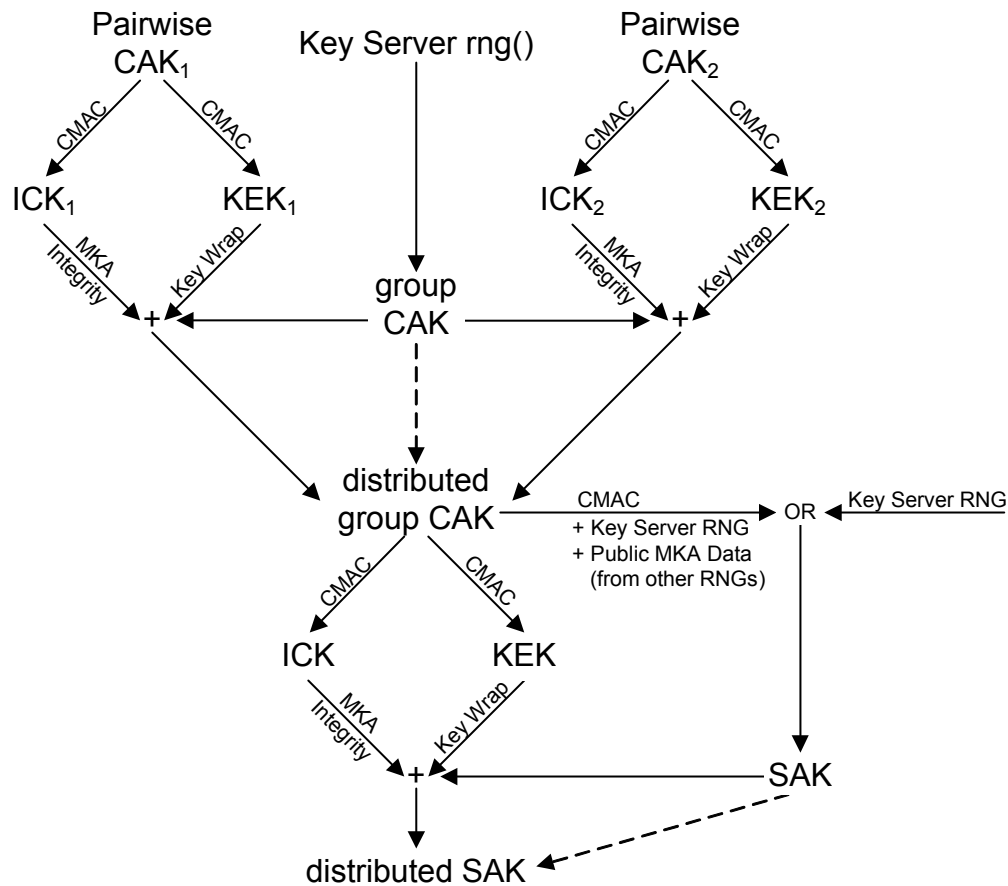 Pairwise
CAK₁
Key Server rng()
Pairwise
CAK₂
CMAC
CMAC
CMAC
CMAC
ICK₁
KEK₁
ICK₂
KEK₂
MKA
Integrity
Key Wrap
MKA
Integrity
Key Wrap
group
CAK
+
+
distributed
group CAK
CMAC
+ Key Server RNG
+ Public MKA Data
(from other RNGs)
OR
Key Server RNG
CMAC
CMAC
ICK
KEK
MKA
Integrity
Key Wrap
+
SAK
distributed SAK